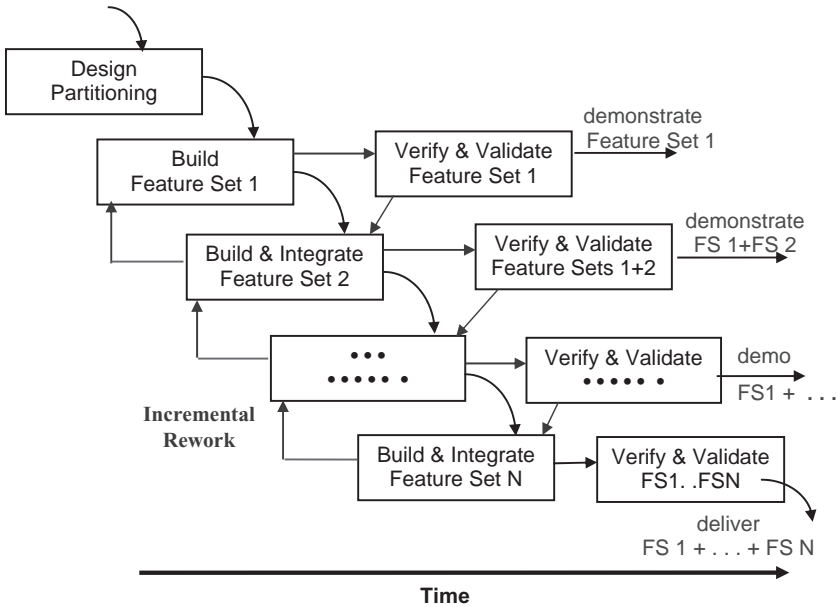 Design
Partitioning
Build
Feature Set 1
Verify & Validate
Feature Set 1
demonstrate
Feature Set 1
Build & Integrate
Feature Set 2
Verify & Validate
Feature Sets 1+2
demonstrate
FS 1+FS 2
• • •
• • • • • •
Verify & Validate
• • • • • •
demo
FS1 + . . .
Incremental
Rework
Build & Integrate
Feature Set N
Verify & Validate
FS1. .FSN
deliver
FS 1 + . . . + FS N
Time